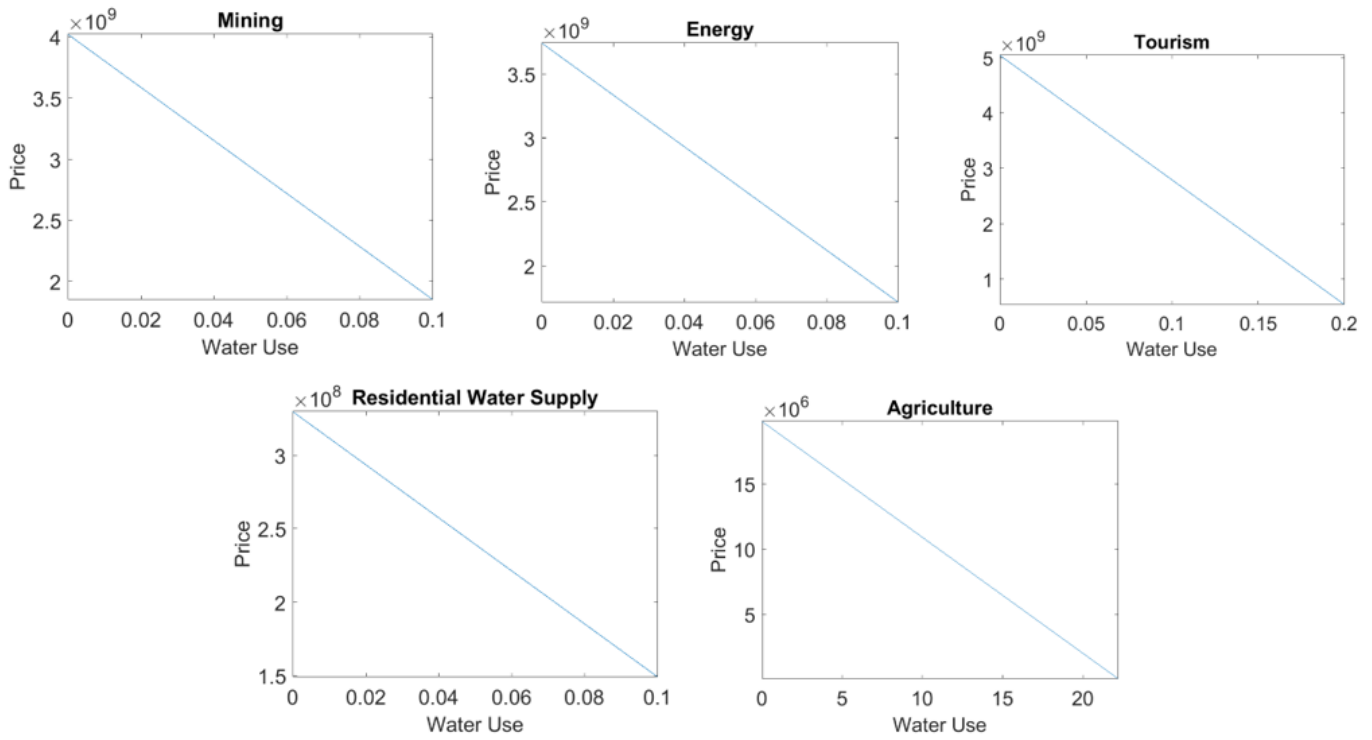 Mining
×10⁹
4
3.5
3
2.5
2
Price
0 0.02 0.04 0.06 0.08 0.1
Water Use
Energy
×10⁹
3.5
3
2.5
2
Price
0 0.02 0.04 0.06 0.08 0.1
Water Use
Tourism
×10⁹
5
4
3
2
1
Price
0 0.05 0.1 0.15 0.2
Water Use
Residential Water Supply
×10⁸
3
2.5
2
1.5
Price
0 0.02 0.04 0.06 0.08 0.1
Water Use
Agriculture
×10⁶
15
10
5
Price
0 5 10 15 20
Water Use